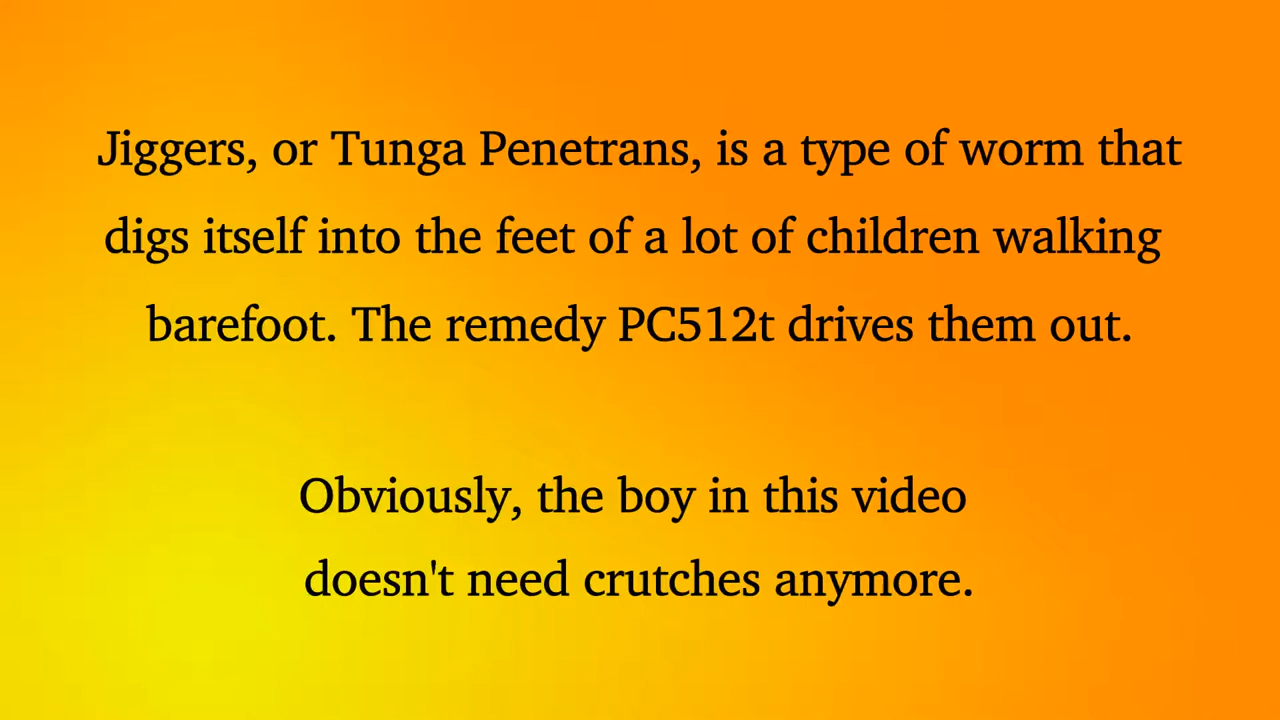 Jiggers, or Tunga Penetrans, is a type of worm that
digs itself into the feet of a lot of children walking
barefoot. The remedy PC512t drives them out.
Obviously, the boy in this video
doesn't need crutches anymore.